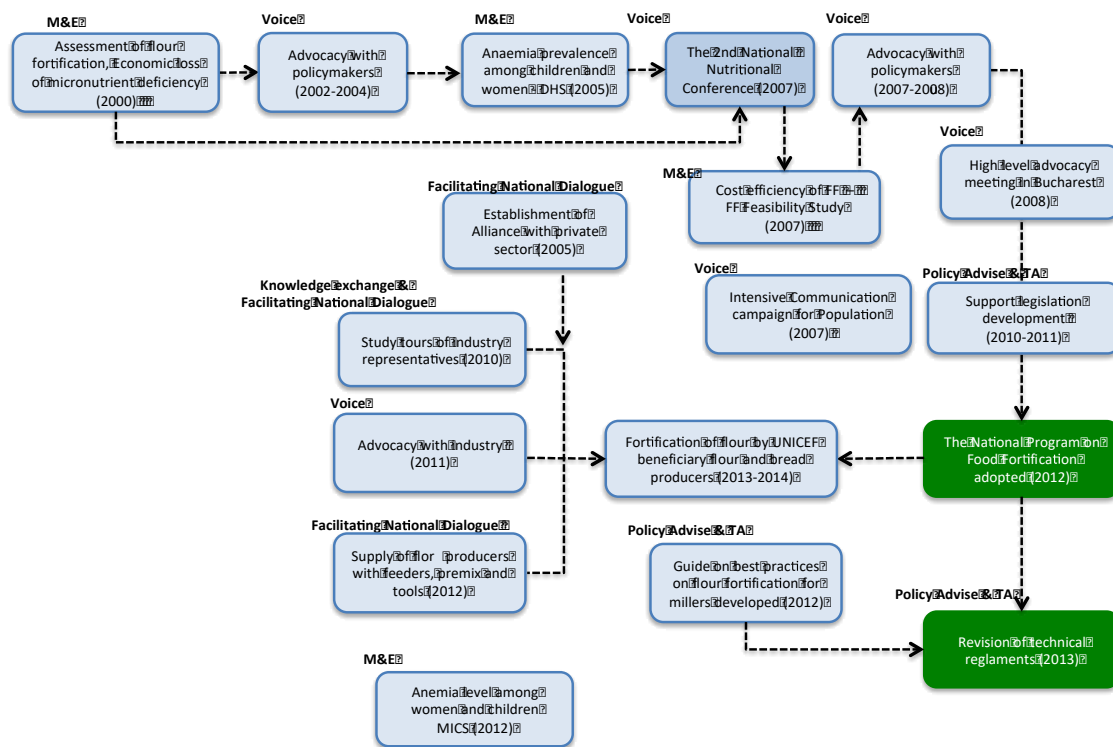 M&E
Assessment of flour
fortification, Economic loss
of micronutrient deficiency
(2000)
Voice
Advocacy with
policymakers
(2002-2004)
M&E
Anaemia prevalence
among children and
women DHS (2005)
Voice
The 2nd National
Nutritional
Conference (2007)
Voice
Advocacy with
policymakers
(2007-2008)
Voice
High level advocacy
meeting in Bucharest
(2008)
M&E
Cost efficiency of FF –
FF Feasibility Study
(2007)
Facilitating National Dialogue
Establishment of
Alliance with private
sector (2005)
Voice
Intensive Communication
campaign for Population
(2007)
Policy Advise & TA
Support legislation
development
(2010-2011)
Knowledge exchange &
Facilitating National Dialogue
Study tours of industry
representatives (2010)
Voice
Advocacy with industry
(2011)
Fortification of flour by UNICEF
beneficiary flour and bread
producers (2013-2014)
The National Program on
Food Fortification
adopted (2012)
Facilitating National Dialogue
Supply of flor producers
with feeders, premix and
tools (2012)
Policy Advise & TA
Guide on best practices
on flour fortification for
millers developed (2012)
Policy Advise & TA
Revision of technical
reglaments (2013)
M&E
Anemia level among
women and children
MICS (2012)